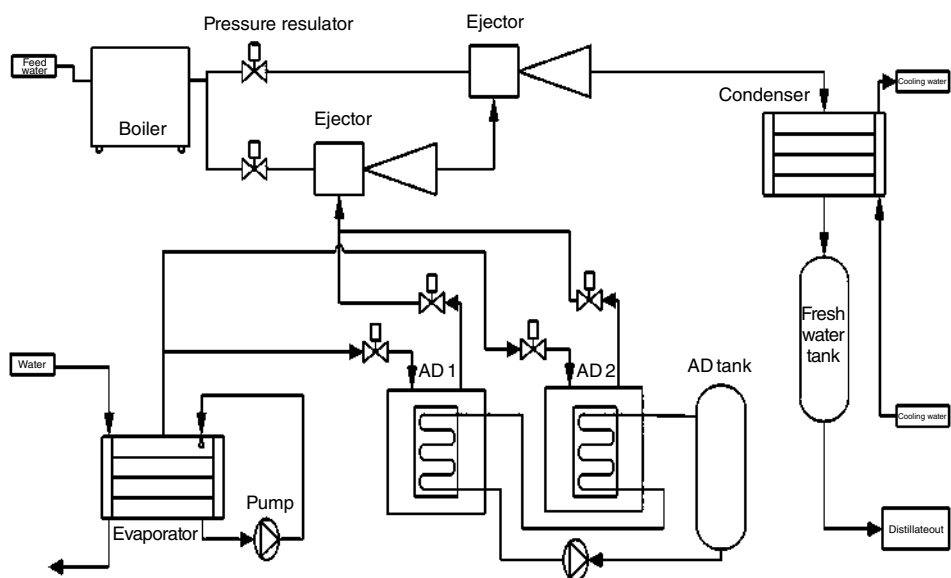 Pressure resulator
Ejector
Feed
water
Boiler
Ejector
Condenser
Cooling water
Fresh
water
tank
Water
AD 1
AD 2
AD tank
Cooling water
Evaporator
Pump
Distillateout